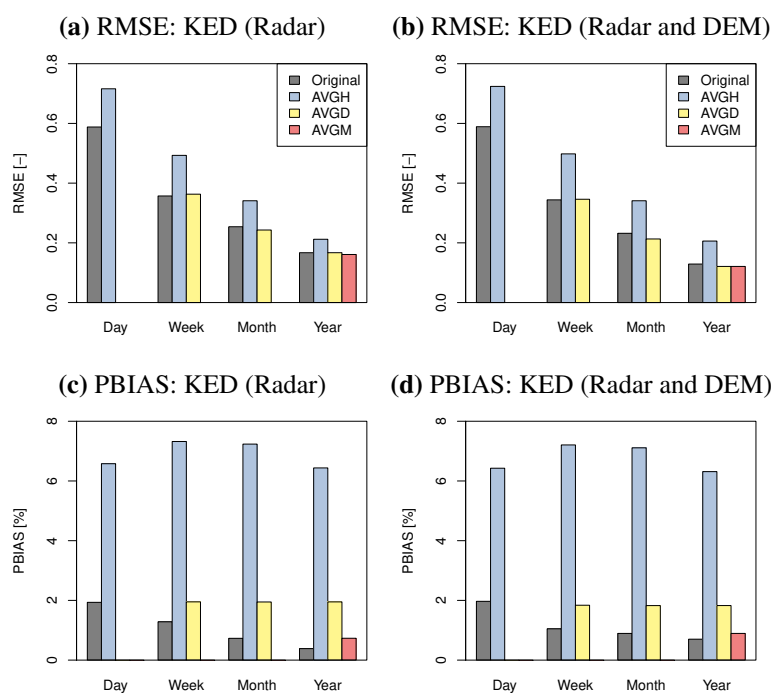 (a) RMSE: KED (Radar)
(b) RMSE: KED (Radar and DEM)
RMSE [−]
0.0 0.2 0.4 0.6 0.8
Original
AVGH
AVGD
AVGM
Day Week Month Year
RMSE [−]
0.0 0.2 0.4 0.6 0.8
Original
AVGH
AVGD
AVGM
Day Week Month Year
(c) PBIAS: KED (Radar)
(d) PBIAS: KED (Radar and DEM)
PBIAS [%]
0 2 4 6 8
Day Week Month Year
PBIAS [%]
0 2 4 6 8
Day Week Month Year